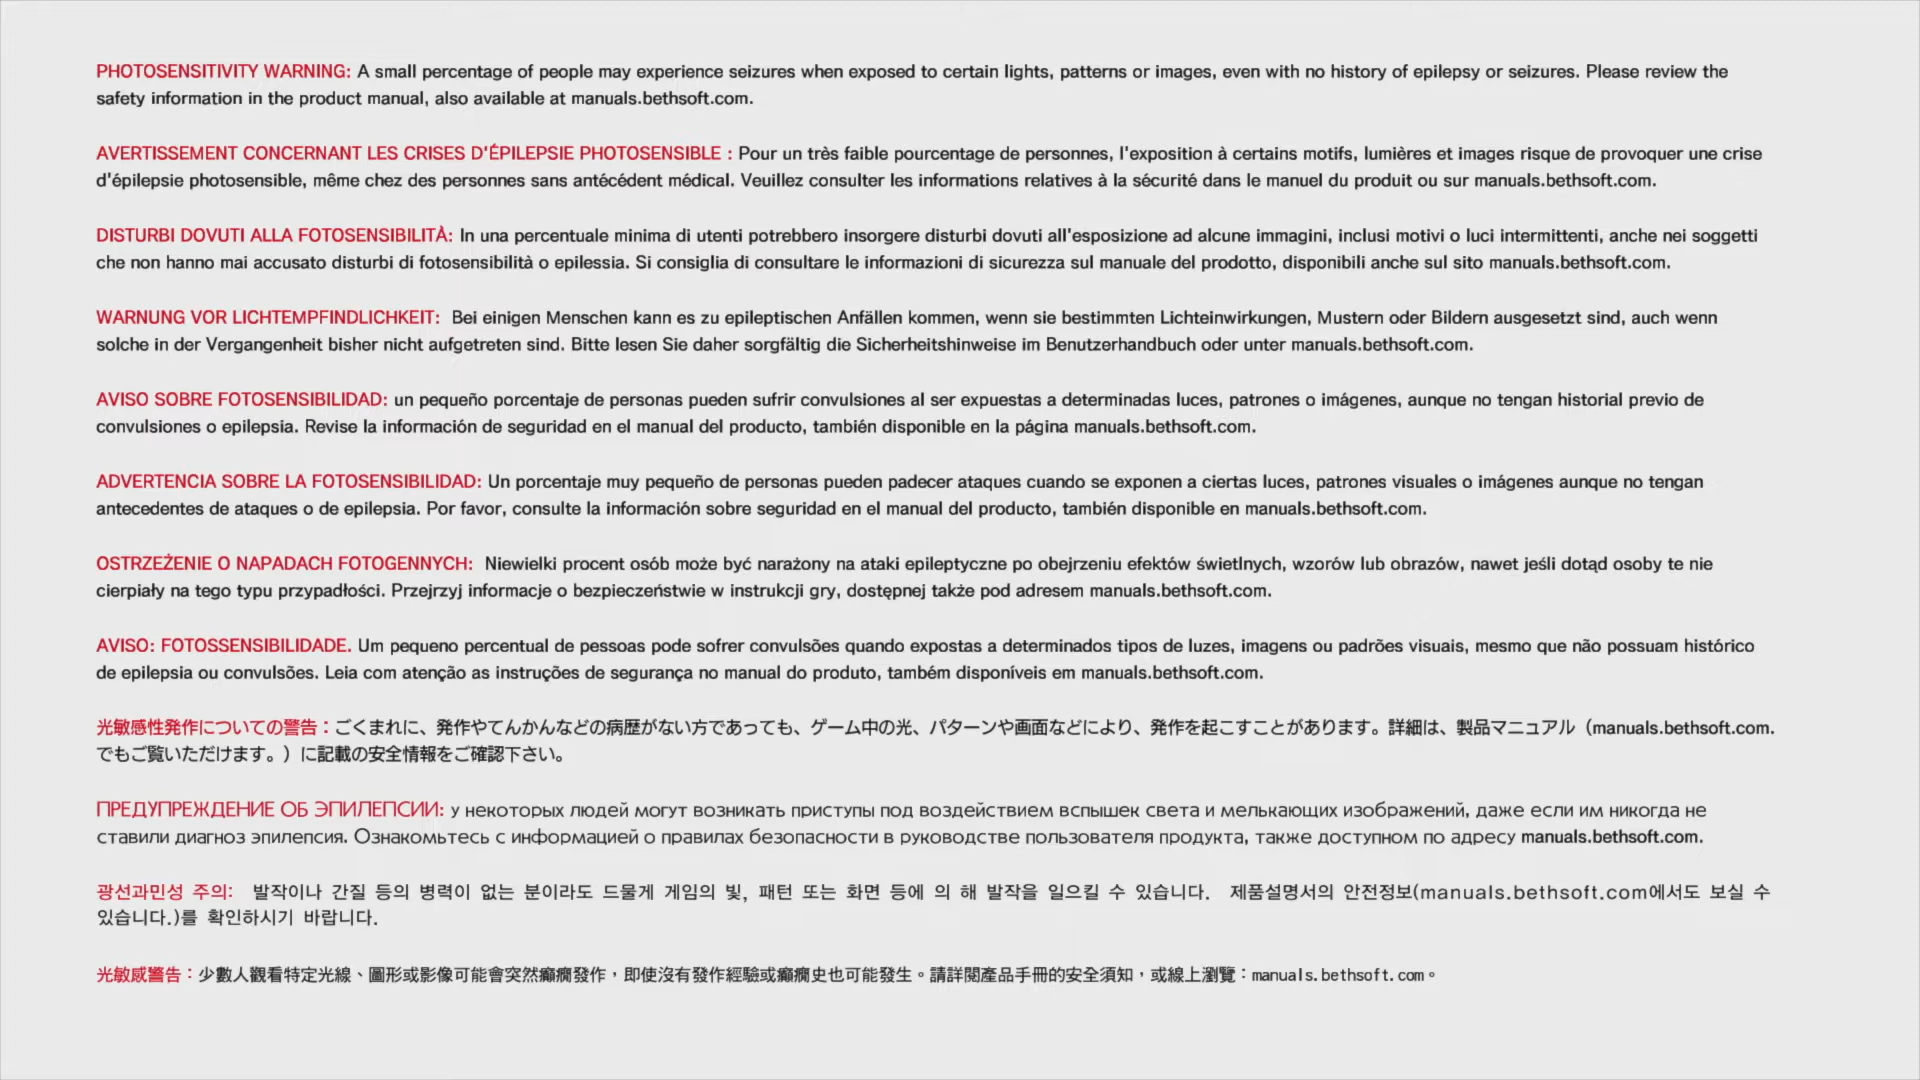 PHOTOSENSITIVITY WARNING: A small percentage of people may experience seizures when exposed to certain lights, patterns or images, even with no history of epilepsy or seizures. Please review the
safety information in the product manual, also available at manuals.bethsoft.com.
AVERTISSEMENT CONCERNANT LES CRISES D'ÉPILEPSIE PHOTOSENSIBLE : Pour un très faible pourcentage de personnes, l'exposition à certains motifs, lumières et images risque de provoquer une crise
d'épilepsie photosensible, même chez des personnes sans antécédent médical. Veuillez consulter les informations relatives à la sécurité dans le manuel du produit ou sur manuals.bethsoft.com.
DISTURBI DOVUTI ALLA FOTOSENSIBILITÀ: In una percentuale minima di utenti potrebbero insorgere disturbi dovuti all'esposizione ad alcune immagini, inclusi motivi o luci intermittenti, anche nei soggetti
che non hanno mai accusato disturbi di fotosensibilità o epilessia. Si consiglia di consultare le informazioni di sicurezza sul manuale del prodotto, disponibili anche sul sito manuals.bethsoft.com.
WARNUNG VOR LICHTEMPFINDLICHKEIT: Bei einigen Menschen kann es zu epileptischen Anfällen kommen, wenn sie bestimmten Lichteinwirkungen, Mustern oder Bildern ausgesetzt sind, auch wenn
solche in der Vergangenheit bisher nicht aufgetreten sind. Bitte lesen Sie daher sorgfältig die Sicherheitshinweise im Benutzerhandbuch oder unter manuals.bethsoft.com.
AVISO SOBRE FOTOSENSIBILIDAD: un pequeño porcentaje de personas pueden sufrir convulsiones al ser expuestas a determinadas luces, patrones o imágenes, aunque no tengan historial previo de
convulsiones o epilepsia. Revise la información de seguridad en el manual del producto, también disponible en la página manuals.bethsoft.com.
ADVERTENCIA SOBRE LA FOTOSENSIBILIDAD: Un porcentaje muy pequeño de personas pueden padecer ataques cuando se exponen a ciertas luces, patrones visuales o imágenes aunque no tengan
antecedentes de ataques o de epilepsia. Por favor, consulte la información sobre seguridad en el manual del producto, también disponible en manuals.bethsoft.com.
OSTRZEŻENIE O NAPADACH FOTOGENNYCH: Niewielki procent osób może być narażony na ataki epileptyczne po obejrzeniu efektów świetlnych, wzorów lub obrazów, nawet jeśli dotąd osoby te nie
cierpiały na tego typu przypadłości. Przejrzyj informacje o bezpieczeństwie w instrukcji gry, dostępnej także pod adresem manuals.bethsoft.com.
AVISO: FOTOSSENSIBILIDADE. Um pequeno percentual de pessoas pode sofrer convulsões quando expostas a determinados tipos de luzes, imagens ou padrões visuais, mesmo que não possuam histórico
de epilepsia ou convulsões. Leia com atenção as instruções de segurança no manual do produto, também disponíveis em manuals.bethsoft.com.
光敏感性発作についての警告：ごくまれに、発作やてんかんなどの病歴がない方であっても、ゲーム中の光、パターンや画面などにより、発作を起こすことがあります。詳細は、製品マニュアル（manuals.bethsoft.com.
でもご覧いただけます。）に記載の安全情報をご確認下さい。
ПРЕДУПРЕЖДЕНИЕ ОБ ЭПИЛЕПСИИ: у некоторых людей могут возникать приступы под воздействием вспышек света и мелькающих изображений, даже если им никогда не
ставили диагноз эпилепсия. Ознакомьтесь с информацией о правилах безопасности в руководстве пользователя продукта, также доступном по адресу manuals.bethsoft.com.
광선과민성 주의: 발작이나 간질 등의 병력이 없는 분이라도 드물게 게임의 빛, 패턴 또는 화면 등에 의 해 발작을 일으킬 수 있습니다. 제품설명서의 안전정보(manuals.bethsoft.com에서도 보실 수
있습니다.)를 확인하시기 바랍니다.
光敏感警告：少數人觀看特定光線、圖形或影像可能會突然癲癇發作，即使沒有發作經驗或癲癇史也可能發生。請詳閱產品手冊的安全須知，或線上瀏覽：manuals.bethsoft.com。